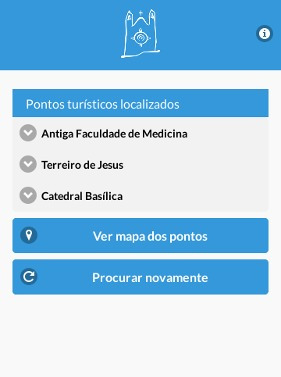 Pontos turísticos localizados
Antiga Faculdade de Medicina
Terreiro de Jesus
Catedral Basílica
Ver mapa dos pontos
Procurar novamente